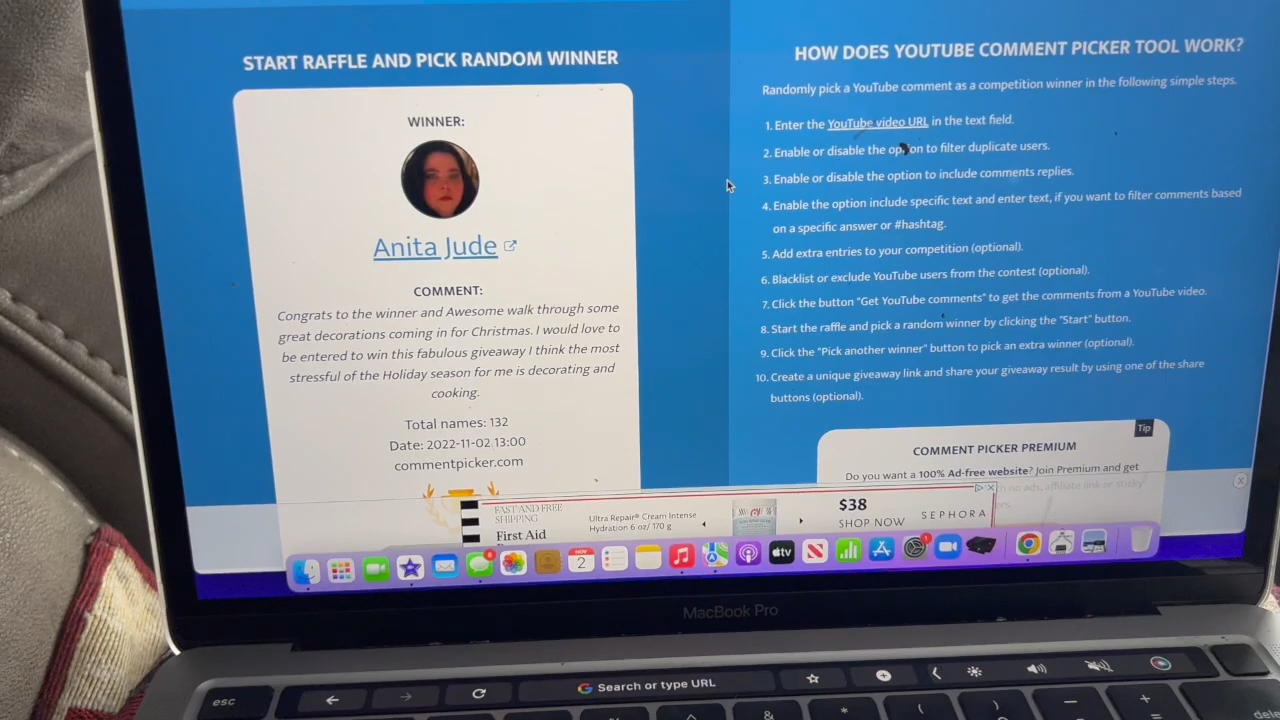 START RAFFLE AND PICK RANDOM WINNER
WINNER:
Anita Jude
COMMENT:
Congrats to the winner and Awesome walk through some
great decorations coming in for Christmas. I would love to
be entered to win this fabulous giveaway I think the most
stressful of the Holiday season for me is decorating and
cooking.
Total names: 132
Date: 2022-11-02 13:00
commentpicker.com
HOW DOES YOUTUBE COMMENT PICKER TOOL WORK?
Randomly pick a YouTube comment as a competition winner in the following simple steps.
1. Enter the YouTube video URL in the text field.
2. Enable or disable the option to filter duplicate users.
3. Enable or disable the option to include comments replies.
4. Enable the option include specific text and enter text, if you want to filter comments based
on a specific answer or #hashtag.
5. Add extra entries to your competition (optional).
6. Blacklist or exclude YouTube users from the contest (optional).
7. Click the button "Get YouTube comments" to get the comments from a YouTube video.
8. Start the raffle and pick a random winner by clicking the "Start" button.
9. Click the "Pick another winner" button to pick an extra winner (optional).
10. Create a unique giveaway link and share your giveaway result by using one of the share
buttons (optional).
Tip
COMMENT PICKER PREMIUM
Do you want a 100% Ad-free website? Join Premium and get
no ads, affiliate link or sticky
FAST AND FREE
SHIPPING
First Aid
Ultra Repair® Cream Intense
Hydration 6 oz/ 170 g
$38
SHOP NOW
SEPHORA
NOV
2
tv
MacBook Pro
esc
Search or type URL
&
*
(
)